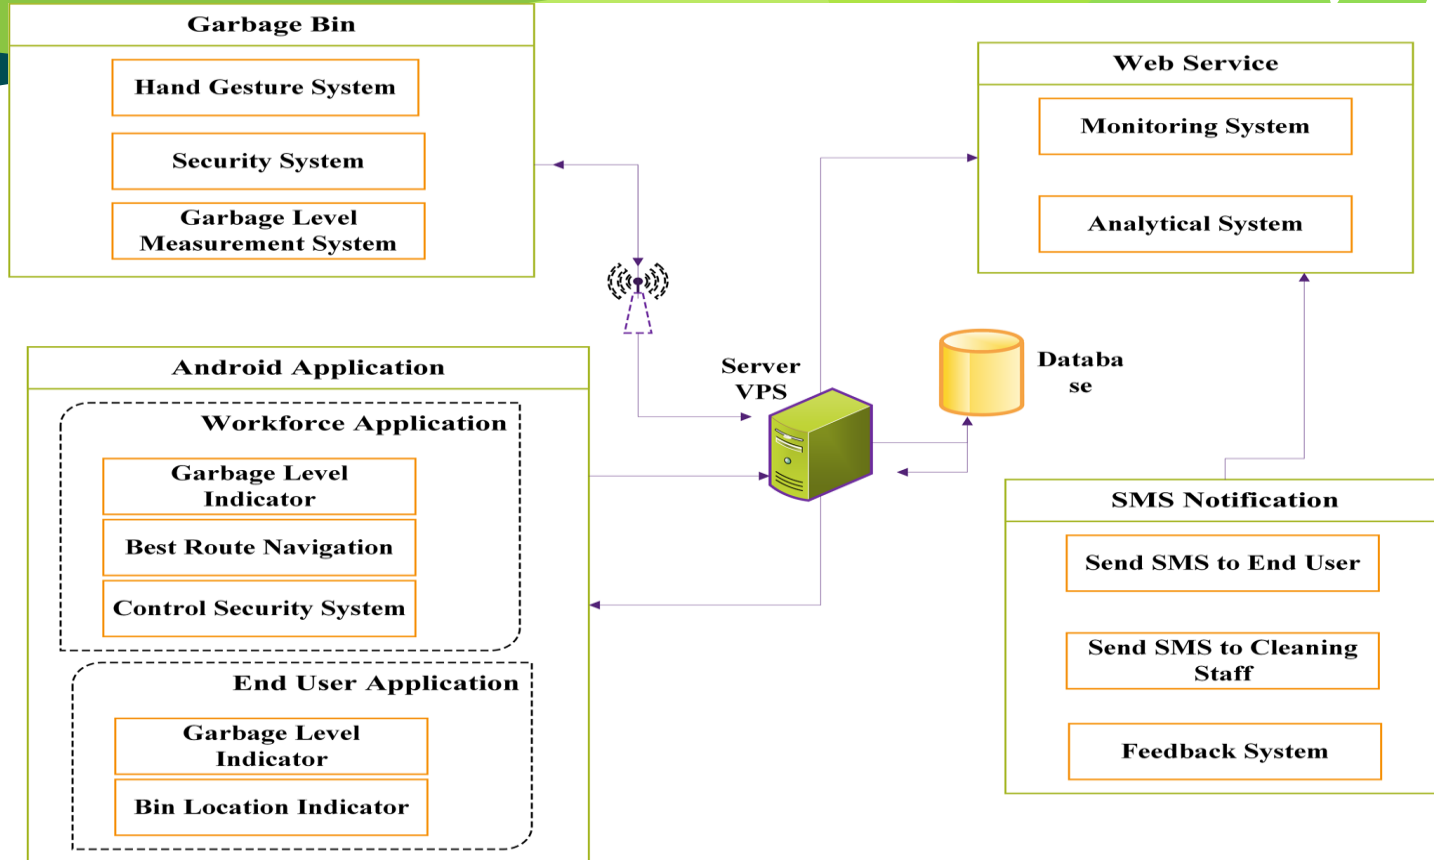 Garbage Bin
Hand Gesture System
Security System
Garbage Level
Measurement System
Web Service
Monitoring System
Analytical System
Server
VPS
Databa
se
Android Application
Workforce Application
Garbage Level
Indicator
Best Route Navigation
Control Security System
End User Application
Garbage Level
Indicator
Bin Location Indicator
SMS Notification
Send SMS to End User
Send SMS to Cleaning
Staff
Feedback System